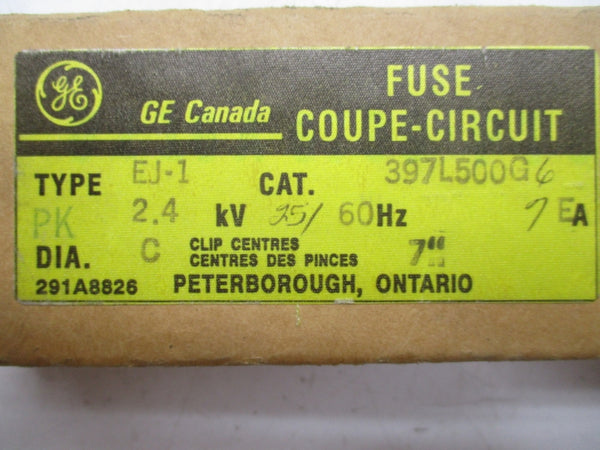 GE
GE Canada
FUSE
COUPE-CIRCUIT
TYPE EJ-1 CAT. 397L500G6
PK 2.4 kV 25/ 60Hz 7 EA
DIA. C CLIP CENTRES 7"
CENTRES DES PINCES
291A8826 PETERBOROUGH, ONTARIO